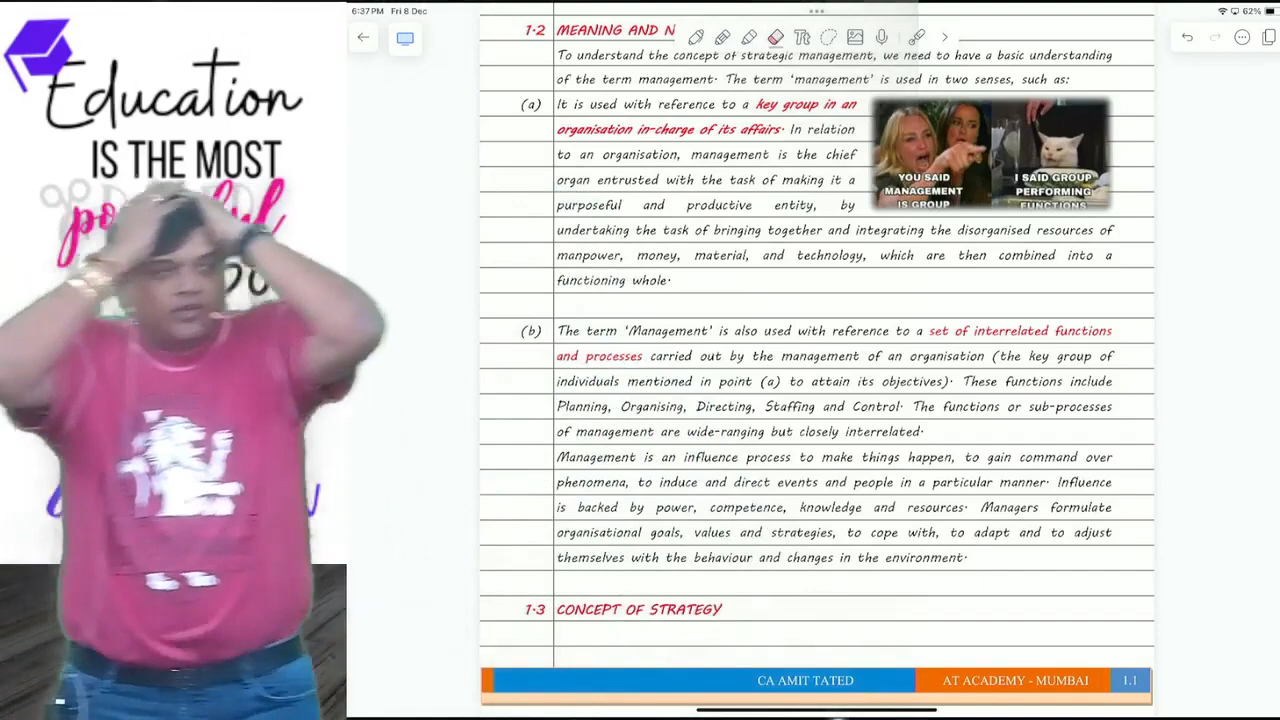 6:37PM Fri 8 Dec
62%
Education
IS THE MOST
1.2 MEANING AND N
To understand the concept of strategic management, we need to have a basic understanding
of the term management. The term ‘management’ is used in two senses, such as:
(a) It is used with reference to a key group in an
organisation in-charge of its affairs. In relation
to an organisation, management is the chief
organ entrusted with the task of making it a
purposeful and productive entity, by
undertaking the task of bringing together and integrating the disorganised resources of
manpower, money, material, and technology, which are then combined into a
functioning whole.
YOU SAID
MANAGEMENT
IS GROUP
I SAID GROUP
PERFORMING
FUNCTIONS
(b) The term ‘Management’ is also used with reference to a set of interrelated functions
and processes carried out by the management of an organisation (the key group of
individuals mentioned in point (a) to attain its objectives). These functions include
Planning, Organising, Directing, Staffing and Control. The functions or sub-processes
of management are wide-ranging but closely interrelated.
Management is an influence process to make things happen, to gain command over
phenomena, to induce and direct events and people in a particular manner. Influence
is backed by power, competence, knowledge and resources. Managers formulate
organisational goals, values and strategies, to cope with, to adapt and to adjust
themselves with the behaviour and changes in the environment.
1.3 CONCEPT OF STRATEGY
CA AMIT TATED
AT ACADEMY - MUMBAI
1.1